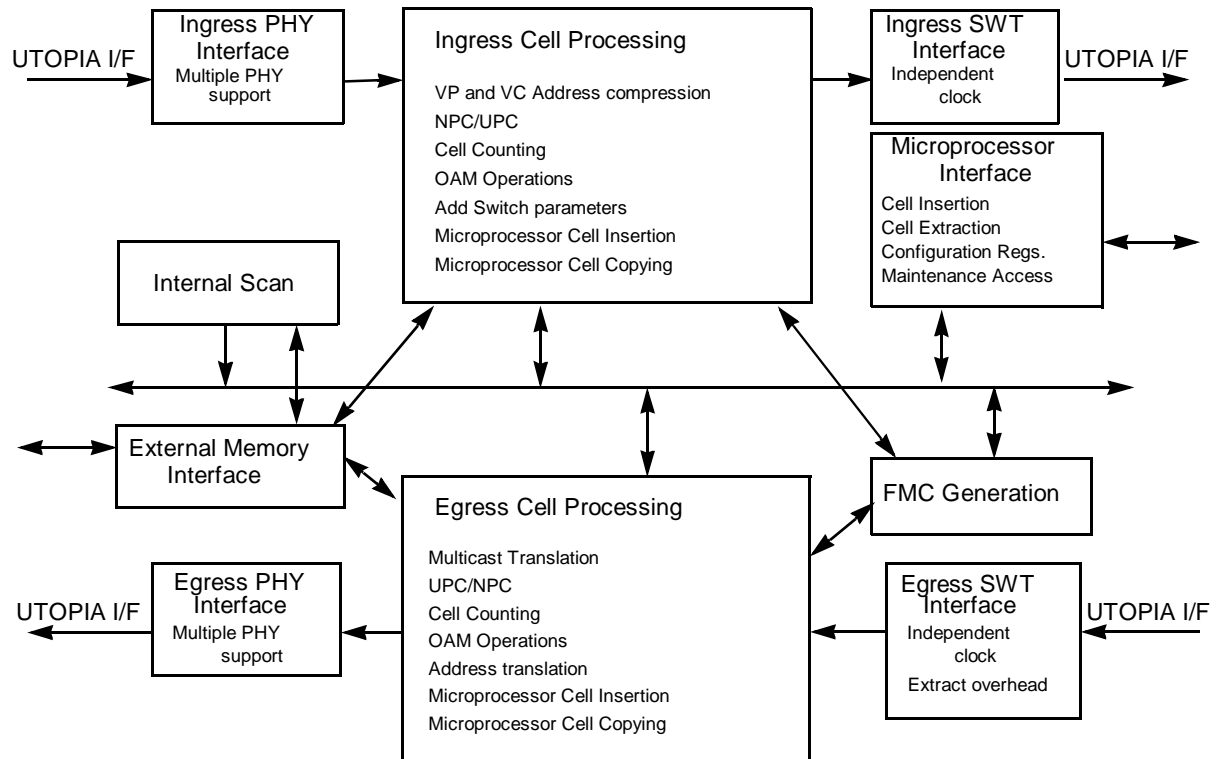 Ingress PHY
Interface
Multiple PHY
support
UTOPIA I/F
Ingress Cell Processing
VP and VC Address compression
NPC/UPC
Cell Counting
OAM Operations
Add Switch parameters
Microprocessor Cell Insertion
Microprocessor Cell Copying
Ingress SWT
Interface
Independent
clock
UTOPIA I/F
Microprocessor
Interface
Cell Insertion
Cell Extraction
Configuration Regs.
Maintenance Access
Internal Scan
External Memory
Interface
FMC Generation
Egress Cell Processing
Multicast Translation
UPC/NPC
Cell Counting
OAM Operations
Address translation
Microprocessor Cell Insertion
Microprocessor Cell Copying
Egress PHY
Interface
Multiple PHY
support
UTOPIA I/F
Egress SWT
Interface
Independent
clock
Extract overhead
UTOPIA I/F